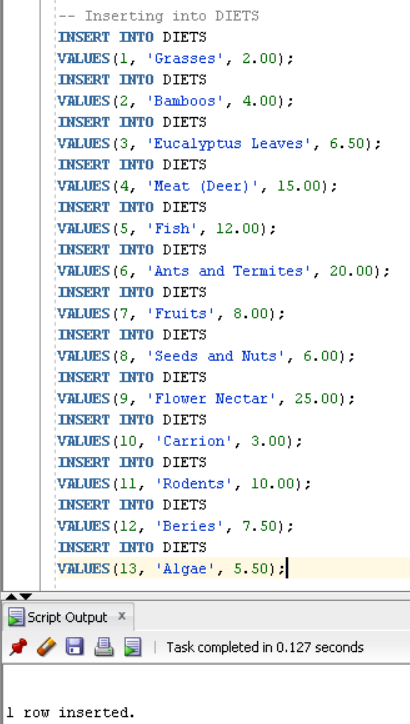 -- Inserting into DIETS
INSERT INTO DIETS
VALUES(1, 'Grasses', 2.00);
INSERT INTO DIETS
VALUES(2, 'Bamboos', 4.00);
INSERT INTO DIETS
VALUES(3, 'Eucalyptus Leaves', 6.50);
INSERT INTO DIETS
VALUES(4, 'Meat (Deer)', 15.00);
INSERT INTO DIETS
VALUES(5, 'Fish', 12.00);
INSERT INTO DIETS
VALUES(6, 'Ants and Termites', 20.00);
INSERT INTO DIETS
VALUES(7, 'Fruits', 8.00);
INSERT INTO DIETS
VALUES(8, 'Seeds and Nuts', 6.00);
INSERT INTO DIETS
VALUES(9, 'Flower Nectar', 25.00);
INSERT INTO DIETS
VALUES(10, 'Carrion', 3.00);
INSERT INTO DIETS
VALUES(11, 'Rodents', 10.00);
INSERT INTO DIETS
VALUES(12, 'Beries', 7.50);
INSERT INTO DIETS
VALUES(13, 'Algae', 5.50);
Script Output x
Task completed in 0.127 seconds
1 row inserted.